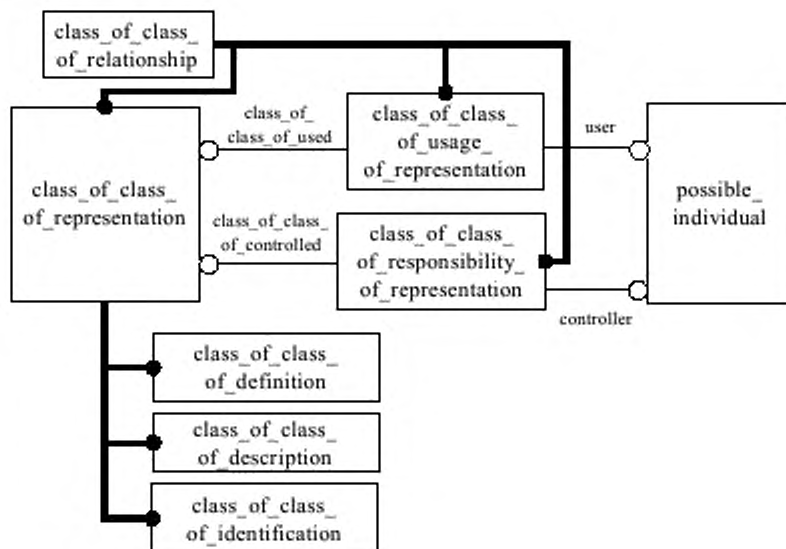 class_of_class_
of_relationship
class_of_
class_of_used
class_of_class_
of_usage_
of_representation
user
class_of_class_
of_representation
possible_
individual
class_of_class_
of_controlled
class_of_class_
of_responsibility_
of_representation
controller
class_of_class_
of_definition
class_of_class_
of_description
class_of_class_
of_identification